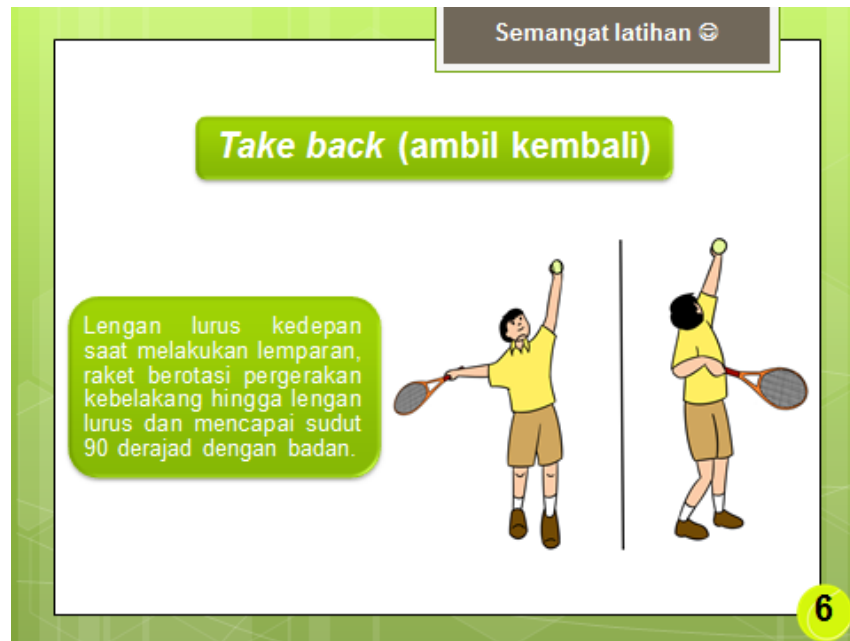 Semangat latihan 😊
Take back (ambil kembali)
Lengan lurus kedepan
saat melakukan lemparan,
raket berotasi pergerakan
kebelakang hingga lengan
lurus dan mencapai sudut
90 derajad dengan badan.
6